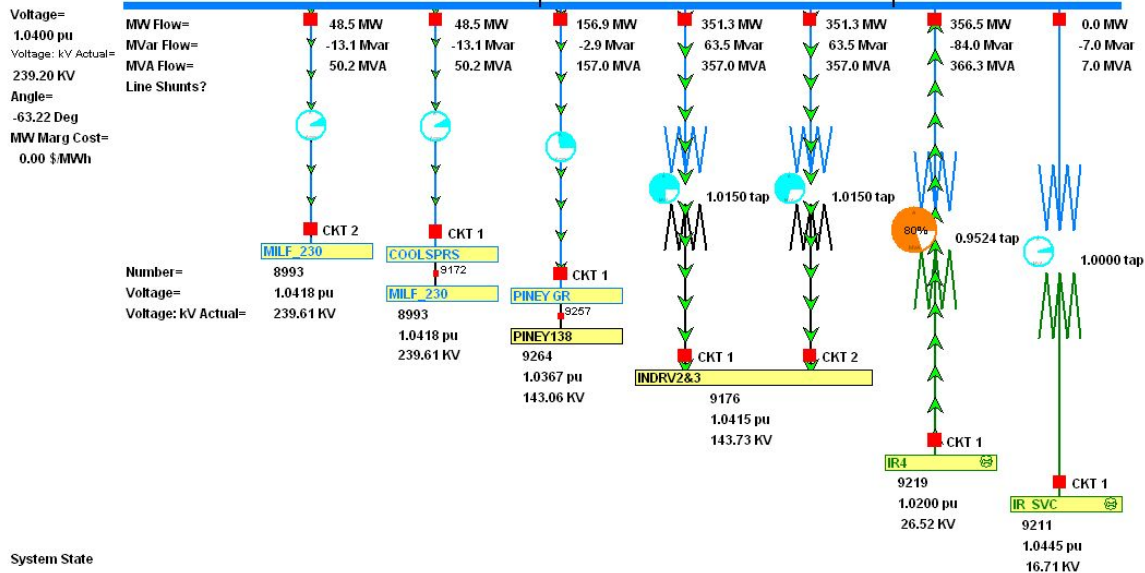 Voltage=
1.0400 pu
Voltage: kV Actual=
239.20 KV
Angle=
-63.22 Deg
MW Marg Cost=
0.00 $/MWh
MW Flow= 48.5 MW 48.5 MW 156.9 MW 351.3 MW 351.3 MW 356.5 MW 0.0 MW
MVar Flow= -13.1 Mvar -13.1 Mvar -2.9 Mvar 63.5 Mvar 63.5 Mvar -84.0 Mvar -7.0 Mvar
MVA Flow= 50.2 MVA 50.2 MVA 157.0 MVA 357.0 MVA 357.0 MVA 366.3 MVA 7.0 MVA
Line Shunts?
1.0150 tap 1.0150 tap
80% 0.9524 tap
1.0000 tap
CKT 2 CKT 1
MILF_230 COOLSPRS
9172
CKT 1
Number= 8993 MILF_230 PINEY GR
Voltage= 1.0418 pu 8993 9257
Voltage: kV Actual= 239.61 KV 1.0418 pu PINEY138
239.61 KV 9264
1.0367 pu
143.06 KV
CKT 1 CKT 2
INDRV2&3
9176
1.0415 pu
143.73 KV
CKT 1
IR4
9219
1.0200 pu
26.52 KV
CKT 1
IR SVC
9211
1.0445 pu
16.71 KV
System State